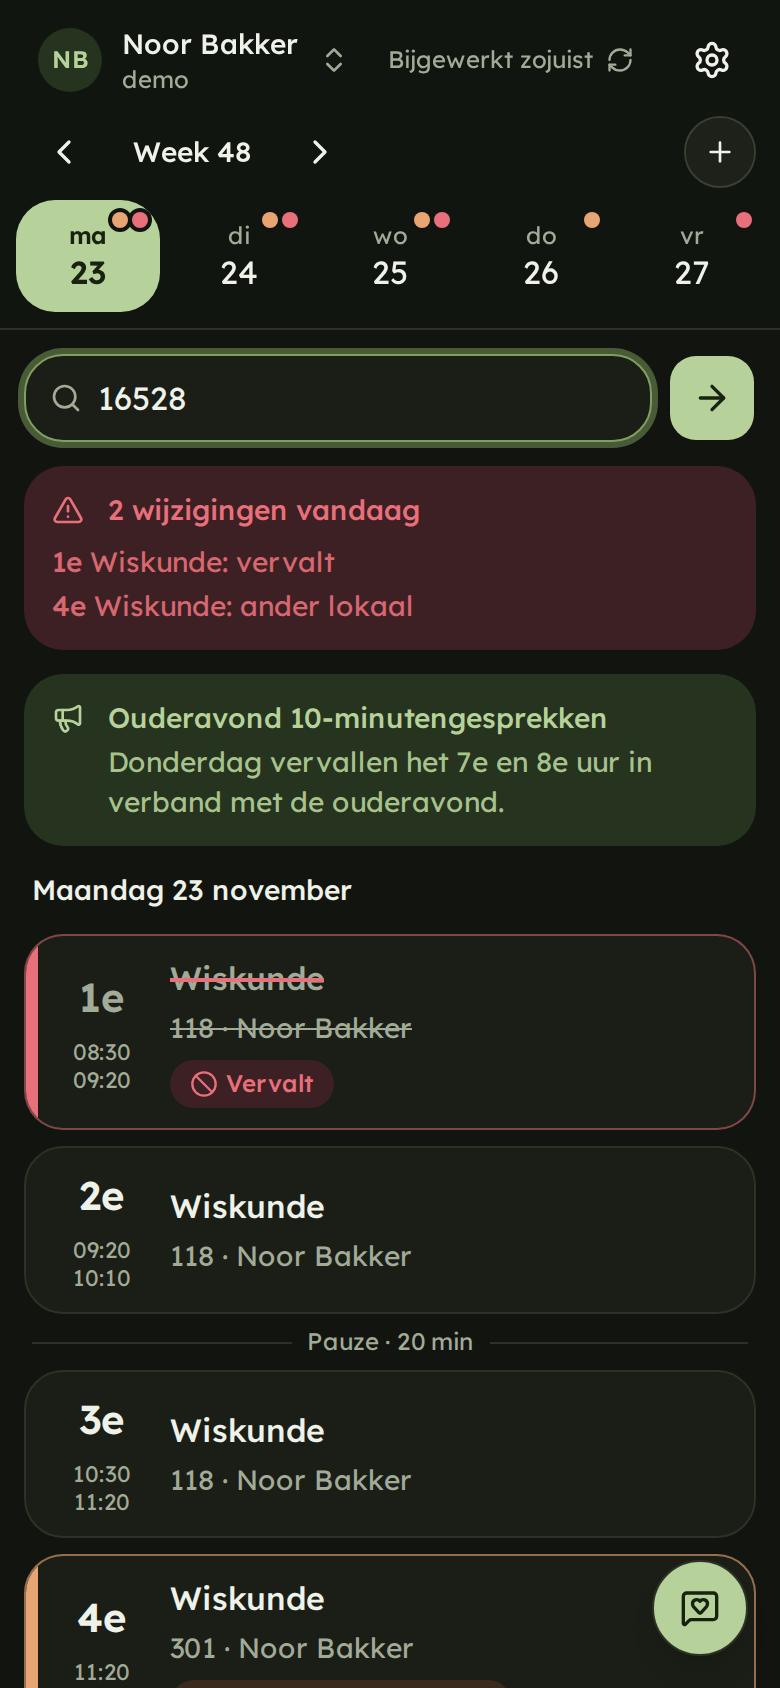 NB
Noor Bakker
demo
Bijgewerkt zojuist
Week 48
ma
23
di
24
wo
25
do
26
vr
27
16528
2 wijzigingen vandaag
1e Wiskunde: vervalt
4e Wiskunde: ander lokaal
Ouderavond 10-minutengesprekken
Donderdag vervallen het 7e en 8e uur in
verband met de ouderavond.
Maandag 23 november
1e
08:30
09:20
Wiskunde
118 · Noor Bakker
Vervalt
2e
09:20
10:10
Wiskunde
118 · Noor Bakker
Pauze · 20 min
3e
10:30
11:20
Wiskunde
118 · Noor Bakker
4e
11:20
Wiskunde
301 · Noor Bakker